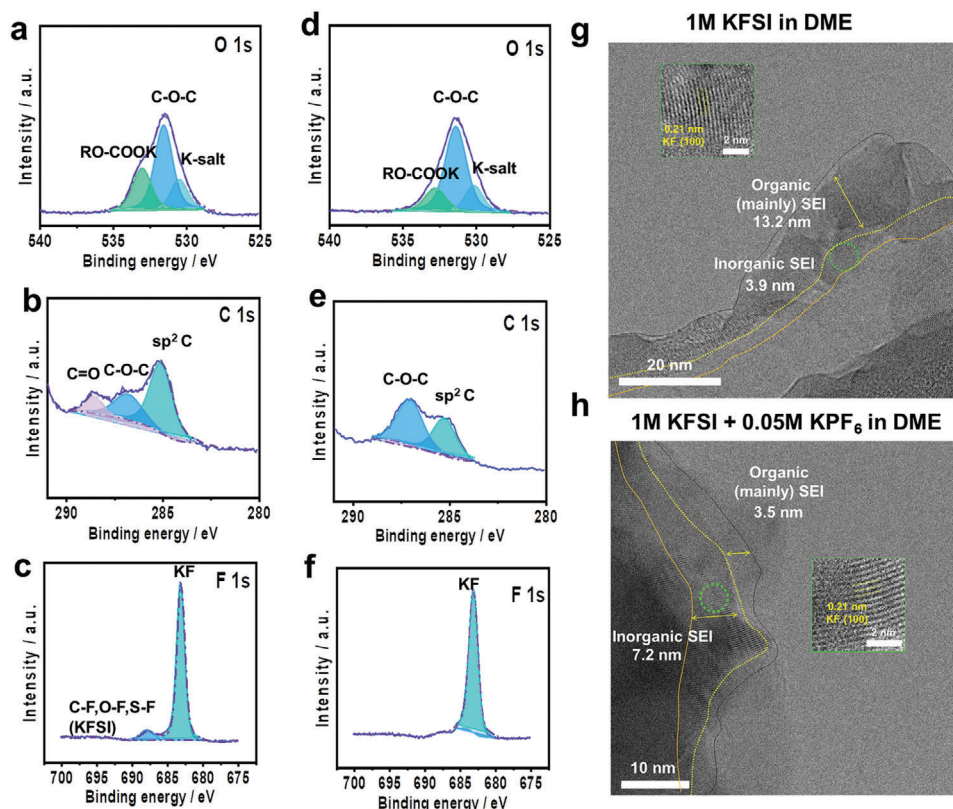 a
O 1s
C-O-C
RO-COOK
K-salt
Intensity / a.u.
540 535 530 525
Binding energy / eV
b
C 1s
sp² C
C=O
C-O-C
Intensity / a.u.
290 285 280
Binding energy / eV
c
F 1s
KF
C-F,O-F,S-F
(KFSI)
Intensity / a.u.
700 695 690 685 680 675
Binding energy / eV
d
O 1s
C-O-C
RO-COOK
K-salt
Intensity / a.u.
540 535 530 525
Binding energy / eV
e
C 1s
C-O-C
sp² C
Intensity / a.u.
290 285 280
Binding energy / eV
f
F 1s
KF
Intensity / a.u.
700 695 690 685 680 675
Binding energy / eV
1M KFSI in DME
g
0.21 nm
KF (100)
2 nm
Organic
(mainly) SEI
13.2 nm
Inorganic SEI
3.9 nm
20 nm
h
1M KFSI + 0.05M KPF₆ in DME
Organic
(mainly) SEI
3.5 nm
0.21 nm
KF (100)
2 nm
Inorganic SEI
7.2 nm
10 nm